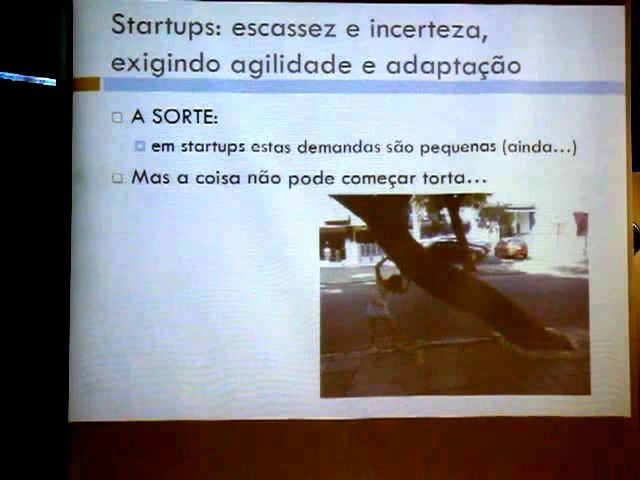 Startups: escassez e incerteza,
exigindo agilidade e adaptação
A SORTE:
em startups estas demandas são pequenas (ainda...)
Mas a coisa não pode começar torta...